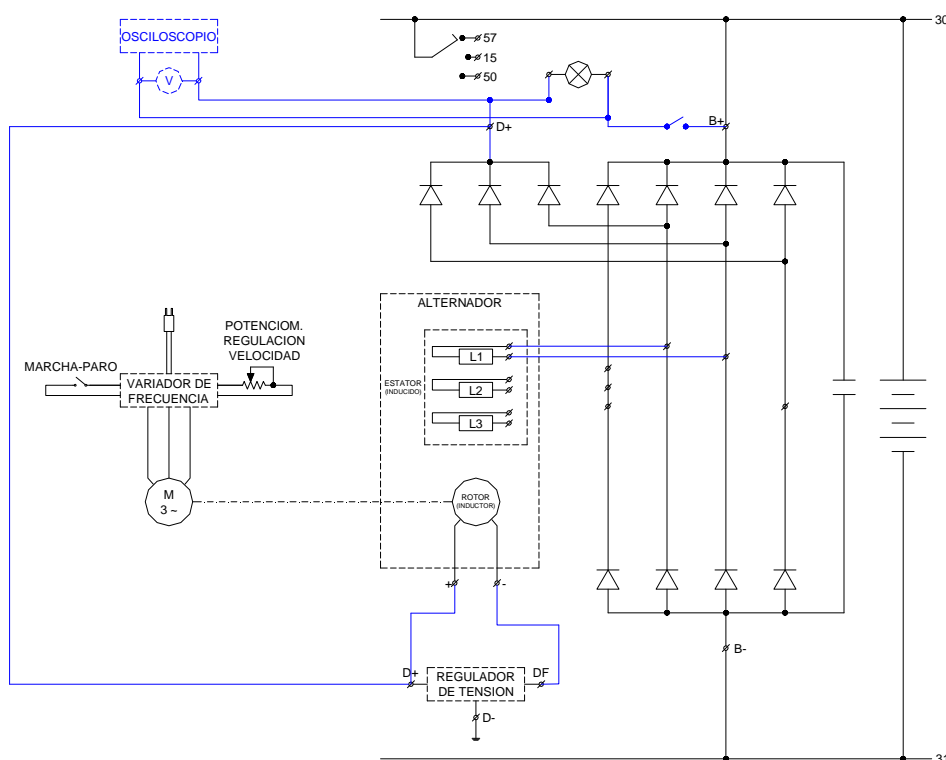 30
OSCILOSCOPIO
57
15
50
V
D+
B+
ALTERNADOR
POTENCIOM.
REGULACION
VELOCIDAD
MARCHA-PARO
VARIADOR DE
FRECUENCIA
L1
ESTATOR
(INDUCIDO)
L2
L3
M
3 ~
ROTOR
(INDUCTOR)
+
-
B-
D+
REGULADOR
DE TENSION
DF
D-
31